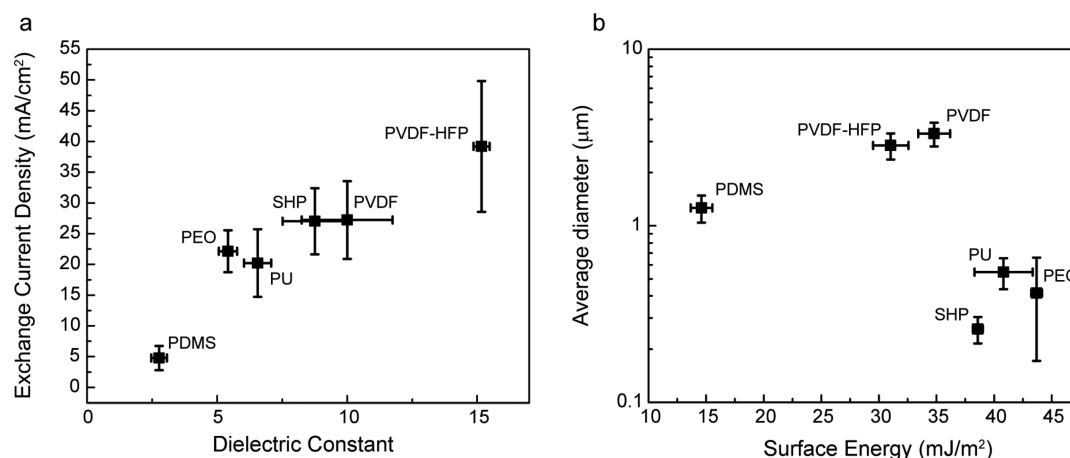 a
55
50
45
40
35
30
25
20
15
10
5
0
Exchange Current Density (mA/cm²)
PVDF-HFP
SHP
PVDF
PEO
PU
PDMS
0
5
10
15
Dielectric Constant
b
10
1
0.1
Average diameter (μm)
PVDF-HFP
PVDF
PDMS
PU
PEO
SHP
10
15
20
25
30
35
40
45
Surface Energy (mJ/m²)